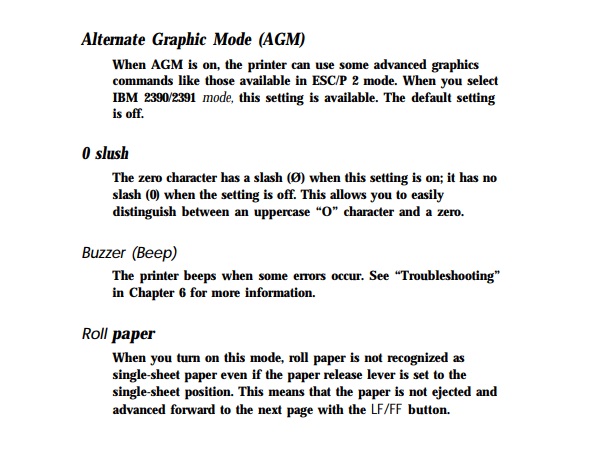 Alternate Graphic Mode (AGM)
When AGM is on, the printer can use some advanced graphics
commands like those available in ESC/P 2 mode. When you select
IBM 2390/2391 mode, this setting is available. The default setting
is off.
0 slush
The zero character has a slash (Ø) when this setting is on; it has no
slash (0) when the setting is off. This allows you to easily
distinguish between an uppercase “O” character and a zero.
Buzzer (Beep)
The printer beeps when some errors occur. See “Troubleshooting”
in Chapter 6 for more information.
Roll paper
When you turn on this mode, roll paper is not recognized as
single-sheet paper even if the paper release lever is set to the
single-sheet position. This means that the paper is not ejected and
advanced forward to the next page with the LF/FF button.